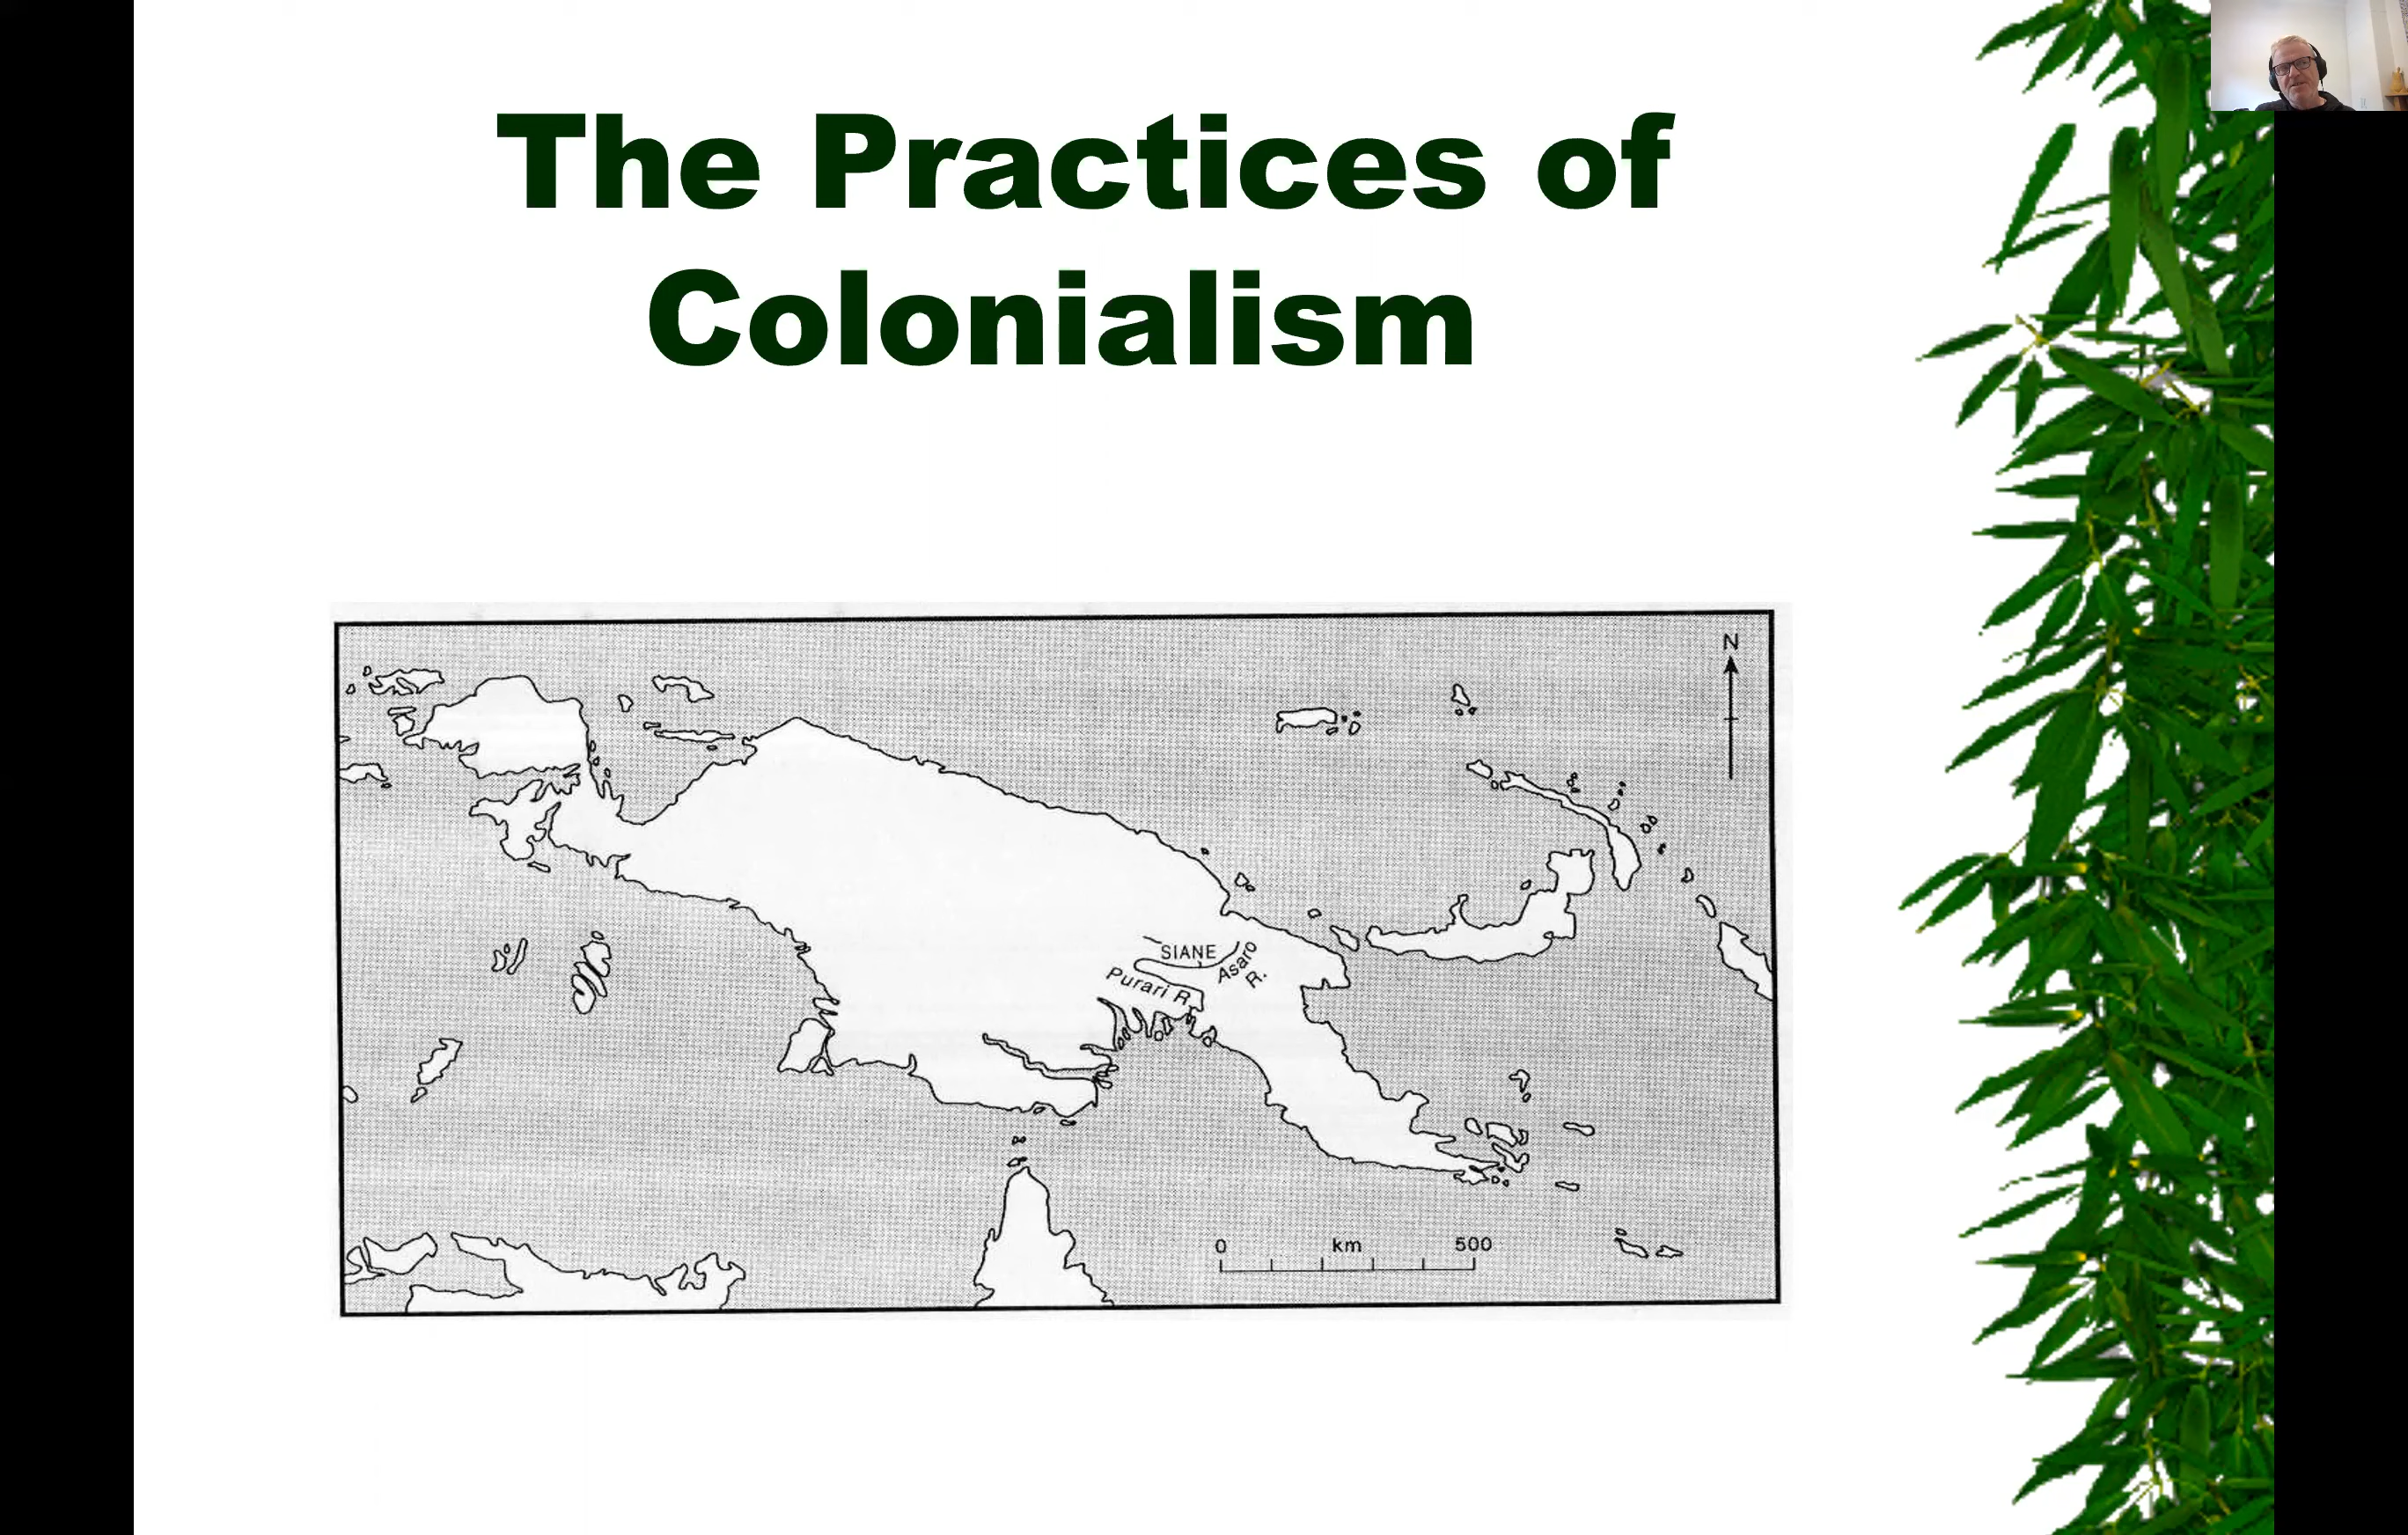 The Practices of
Colonialism
N
SIANE
Asaro
R.
Purari R.
0 km 500